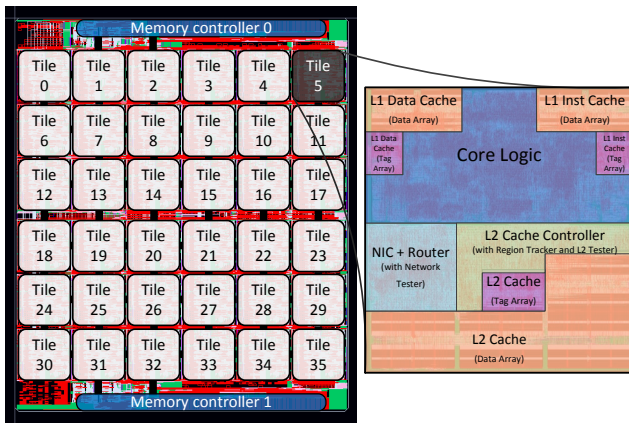 Memory controller 0
Tile 0
Tile 1
Tile 2
Tile 3
Tile 4
Tile 5
Tile 6
Tile 7
Tile 8
Tile 9
Tile 10
Tile 11
Tile 12
Tile 13
Tile 14
Tile 15
Tile 16
Tile 17
Tile 18
Tile 19
Tile 20
Tile 21
Tile 22
Tile 23
Tile 24
Tile 25
Tile 26
Tile 27
Tile 28
Tile 29
Tile 30
Tile 31
Tile 32
Tile 33
Tile 34
Tile 35
Memory controller 1
L1 Data Cache
(Data Array)
L1 Inst Cache
(Data Array)
L1 Data
Cache
(Tag
Array)
Core Logic
L1 Inst
Cache
(Tag
Array)
NIC + Router
(with Network
Tester)
L2 Cache Controller
(with Region Tracker and L2 Tester)
L2 Cache
(Tag Array)
L2 Cache
(Data Array)